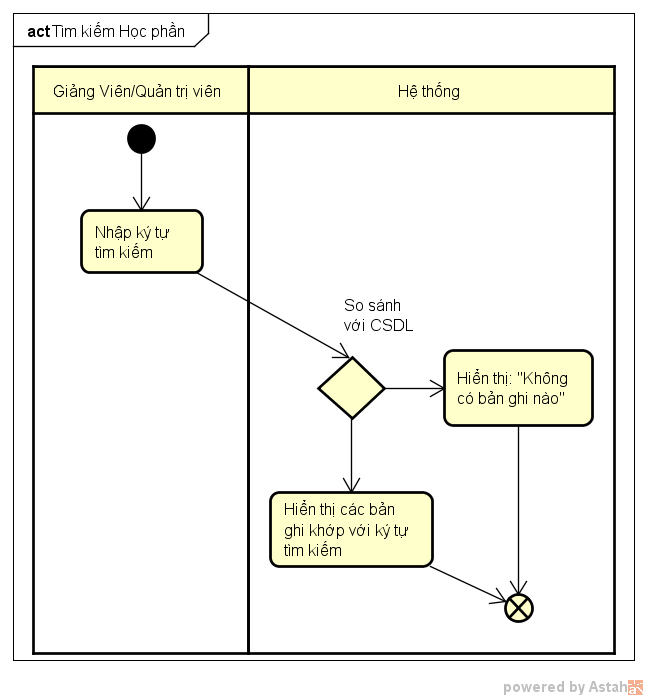 act Tìm kiếm Học phần
Giảng Viên/Quản trị viên
Hệ thống
Nhập ký tự
tìm kiếm
So sánh
với CSDL
Hiển thị: "Không
có bản ghi nào"
Hiển thị các bản
ghi khớp với ký tự
tìm kiếm
powered by Astah